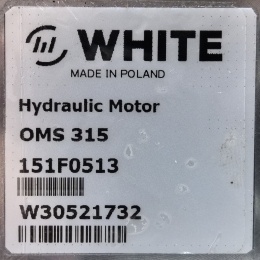 WHITE
MADE IN POLAND
Hydraulic Motor
OMS 315
151F0513
W30521732